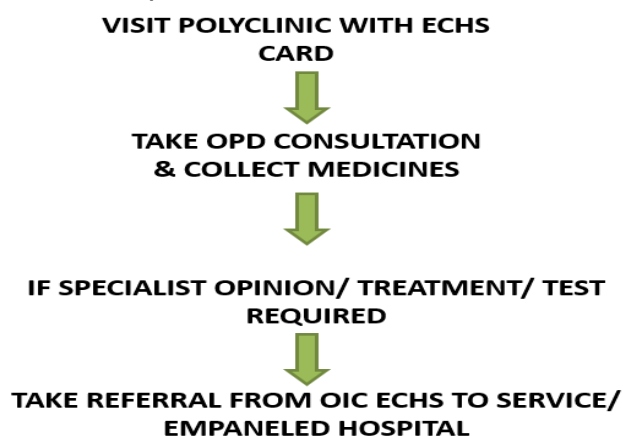 VISIT POLYCLINIC WITH ECHS
CARD
TAKE OPD CONSULTATION
& COLLECT MEDICINES
IF SPECIALIST OPINION/ TREATMENT/ TEST
REQUIRED
TAKE REFERRAL FROM OIC ECHS TO SERVICE/
EMPANELED HOSPITAL